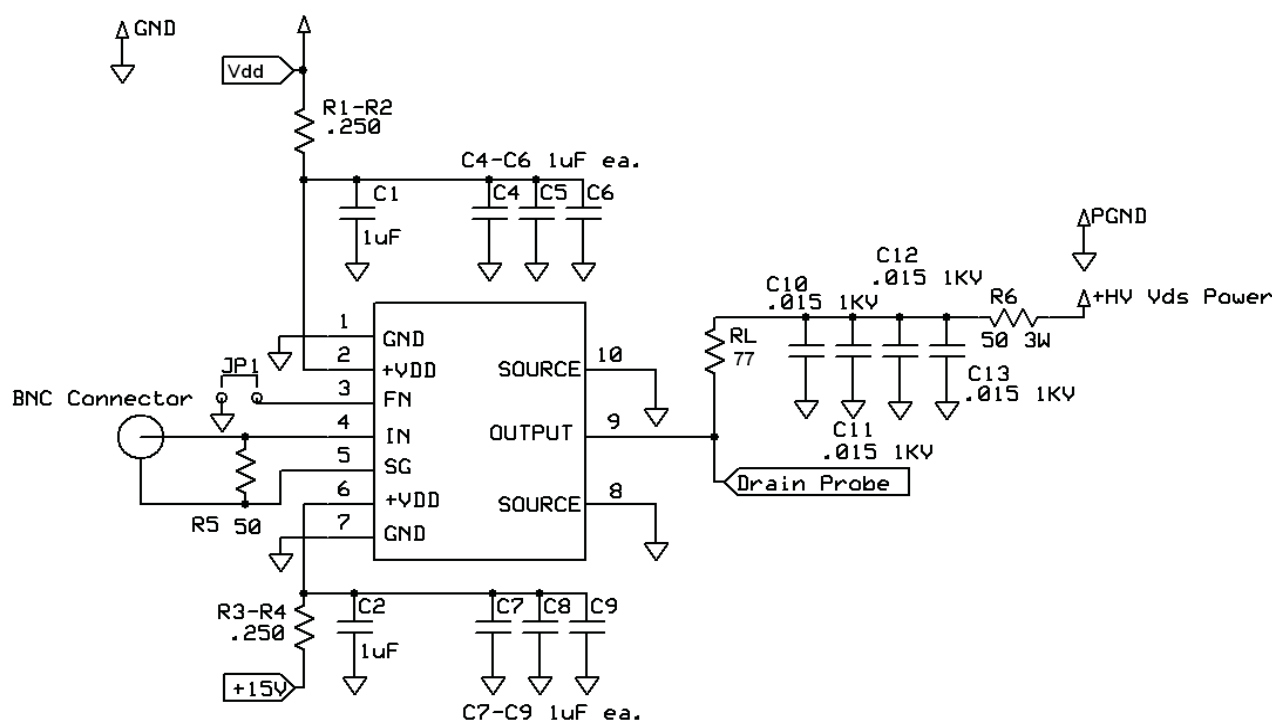 GND
Vdd
R1-R2
.250
C4-C6 1uF ea.
C1
1uF
C4
C5
C6
PGND
C12
.015 1KV
C10
.015 1KV
R6
50 3W
+HV Vds Power
RL
77
C13
.015 1KV
C11
.015 1KV
1
GND
2
+VDD
JP1
3
FN
BNC Connector
4
IN
5
SG
6
+VDD
7
GND
R5 50
SOURCE
10
OUTPUT
9
SOURCE
8
Drain Probe
R3-R4
.250
+15V
C2
1uF
C7
C8
C9
C7-C9 1uF ea.